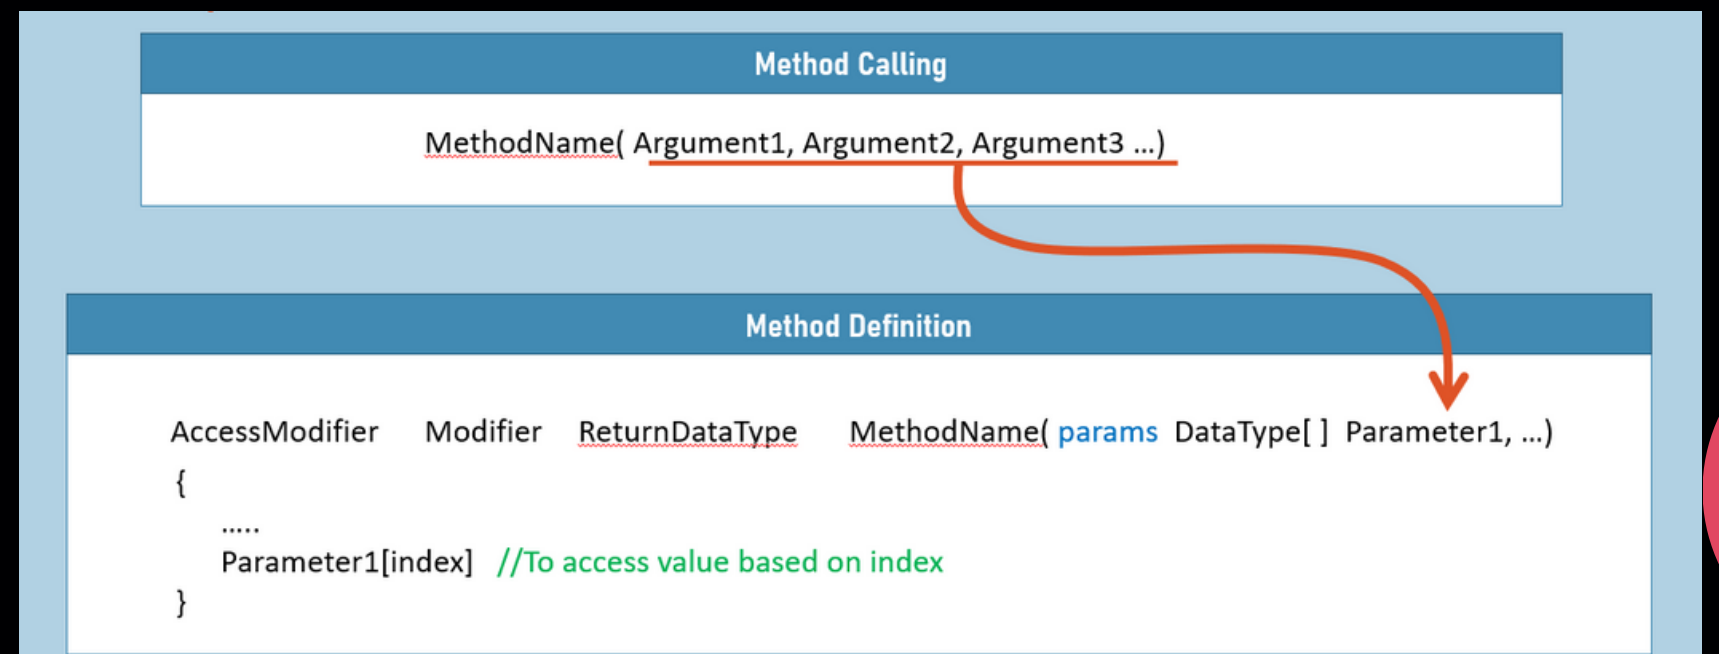 Method Calling
MethodName( Argument1, Argument2, Argument3 ...)
Method Definition
AccessModifier Modifier ReturnDataType MethodName( params DataType[ ] Parameter1, ...)
{
.....
Parameter1[index] //To access value based on index
}